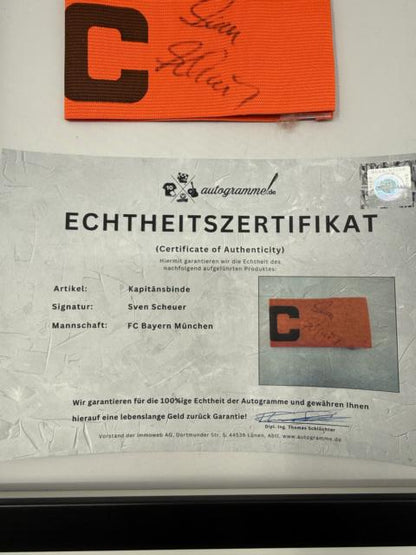 C
Sven
Scheuer
autogramme.de
ECHTHEITSZERTIFIKAT
(Certificate of Authenticity)
Hiermit garantieren wir die Echtheit des
nachfolgend aufgeführten Produktes:
Artikel: Kapitänsbinde
Signatur: Sven Scheuer
Mannschaft: FC Bayern München
C
Wir garantieren für die 100%ige Echtheit der Autogramme und gewähren Ihnen
hierauf eine lebenslange Geld zurück Garantie!
Dipl. Ing. Thomas Schlüchter
Vorstand der immoweb AG, Dortmunder Str. 5, 44536 Lünen, Abtl. www.autogramme.de